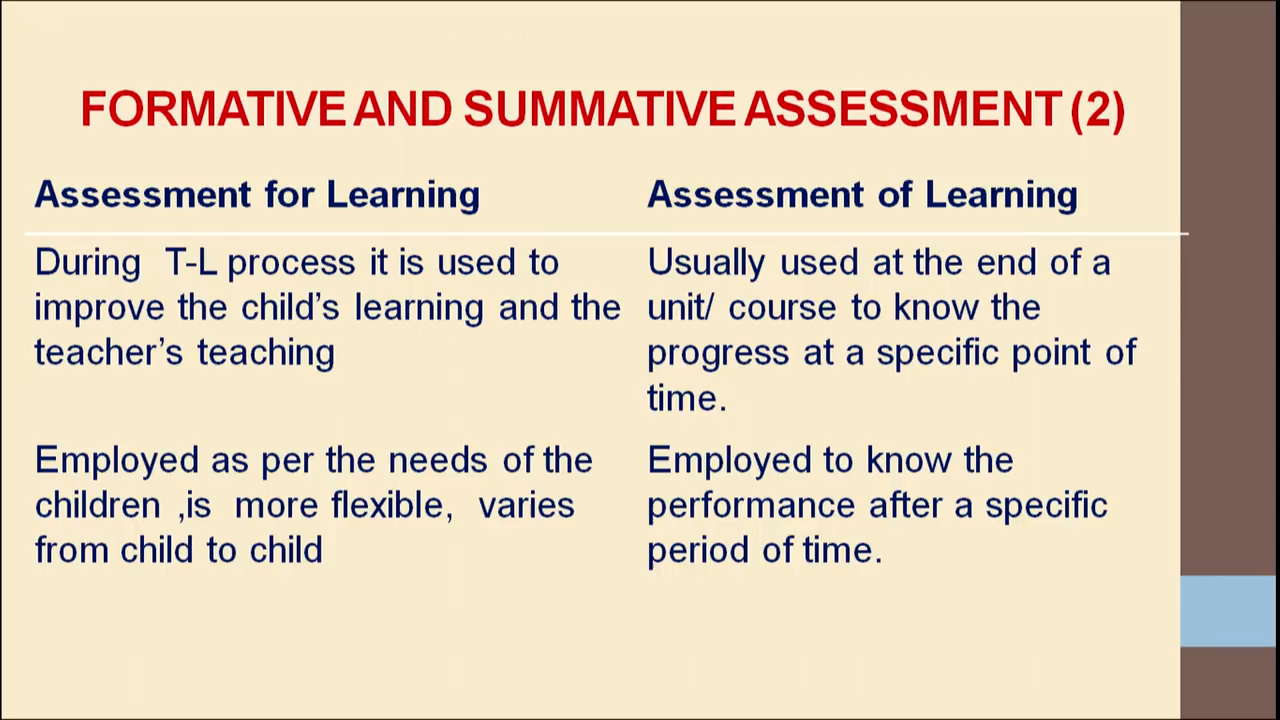 FORMATIVE AND SUMMATIVE ASSESSMENT (2)
Assessment for Learning
During T-L process it is used to
improve the child's learning and the
teacher's teaching
Employed as per the needs of the
children ,is more flexible, varies
from child to child
Assessment of Learning
Usually used at the end of a
unit/ course to know the
progress at a specific point of
time.
Employed to know the
performance after a specific
period of time.